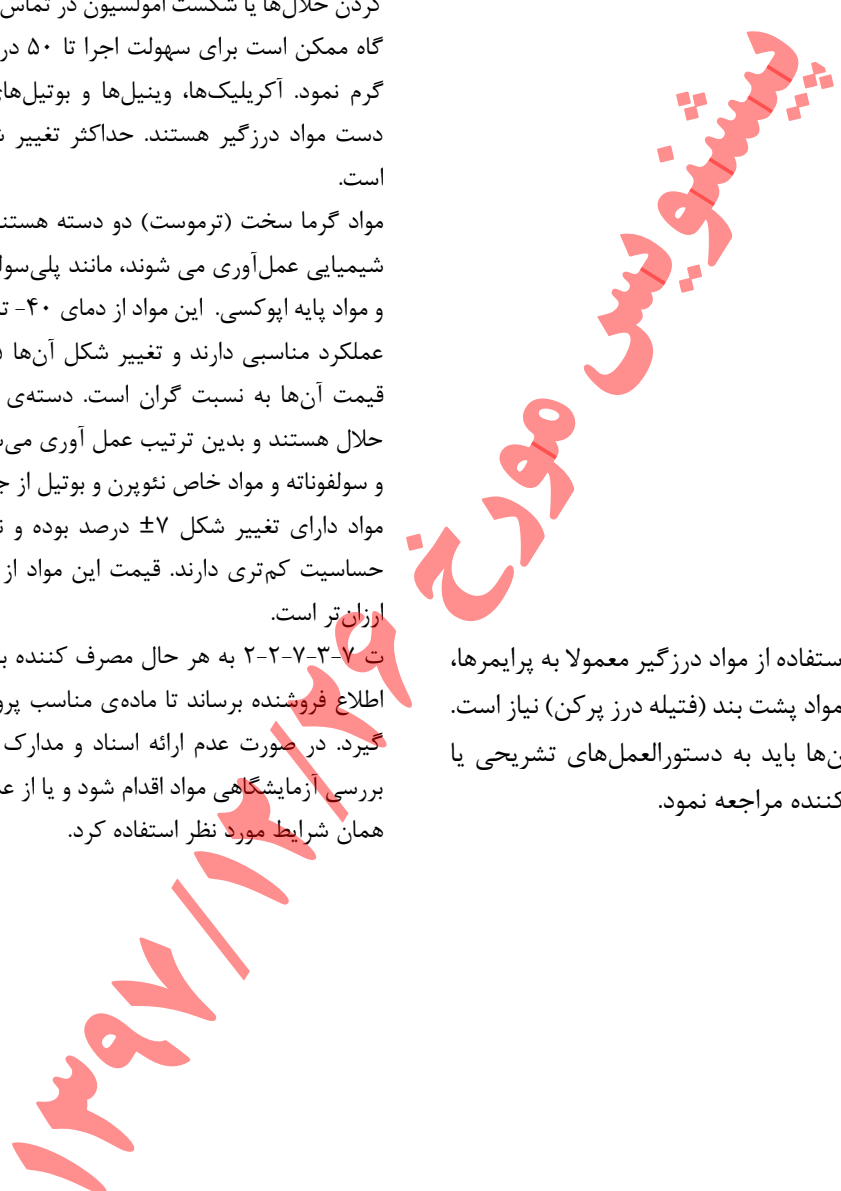 کردن حلال‌ها یا شکست امولسیون در تماس
گاه ممکن است برای سهولت اجرا تا ۵۰ در
گرم نمود. آکریلیک‌ها، وینیل‌ها و بوتیل‌های
دست مواد درزگیر هستند. حداکثر تغییر ش
است.
مواد گرما سخت (ترموست) دو دسته هستند
شیمیایی عمل‌آوری می شوند، مانند پلی‌سول
و مواد پایه اپوکسی. این مواد از دمای ۴۰- تا
عملکرد مناسبی دارند و تغییر شکل آن‌ها
قیمت آن‌ها به نسبت گران است. دسته‌ی
حلال هستند و بدین ترتیب عمل آوری می‌ش
و سولفوناته و مواد خاص نئوپرن و بوتیل از ج
مواد دارای تغییر شکل ۷± درصد بوده و ن
حساسیت کم‌تری دارند. قیمت این مواد از
ارزان‌تر است.
ت ۷-۳-۷-۲-۲ به هر حال مصرف کننده ب
اطلاع فروشنده برساند تا ماده‌ی مناسب پرو
گیرد. در صورت عدم ارائه اسناد و مدارک
بررسی آزمایشگاهی مواد اقدام شود و یا از عم
همان شرایط مورد نظر استفاده کرد.
ستفاده از مواد درزگیر معمولا به پرایمرها،
مواد پشت بند (فتیله درز پرکن) نیاز است.
ن‌ها باید به دستورالعمل‌های تشریحی یا
کننده مراجعه نمود.
پیشنویس مورخ ۱۳۹۷/۱۲/۲۶